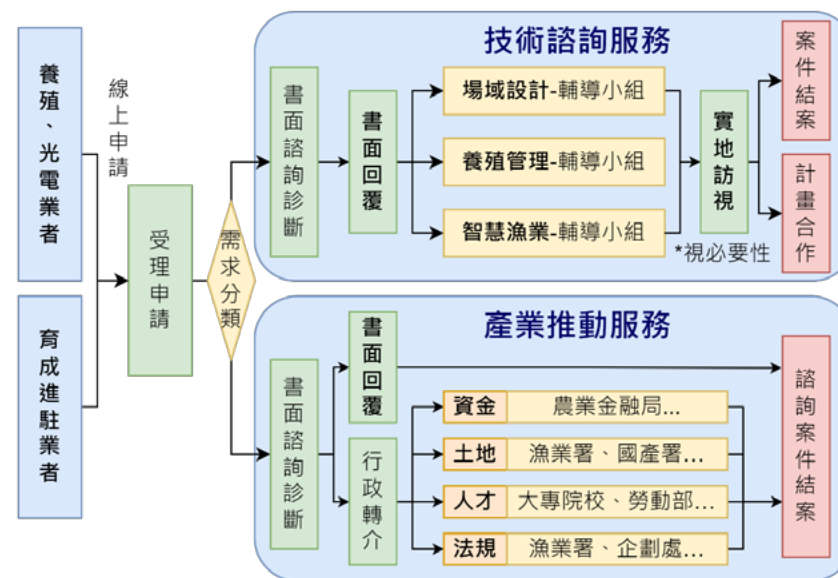 養殖、光電業者
線上申請
育成進駐業者
受理申請
需求分類
技術諮詢服務
書面諮詢診斷
書面回覆
場域設計-輔導小組
養殖管理-輔導小組
智慧漁業-輔導小組
實地訪視
*視必要性
案件結案
計畫合作
產業推動服務
書面諮詢診斷
書面回覆
行政轉介
資金 農業金融局...
土地 漁業署、國產署...
人才 大專院校、勞動部...
法規 漁業署、企劃處...
諮詢案件結案